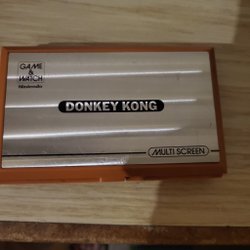 GAME
&
WATCH
Nintendo
DONKEY KONG
MULTI SCREEN